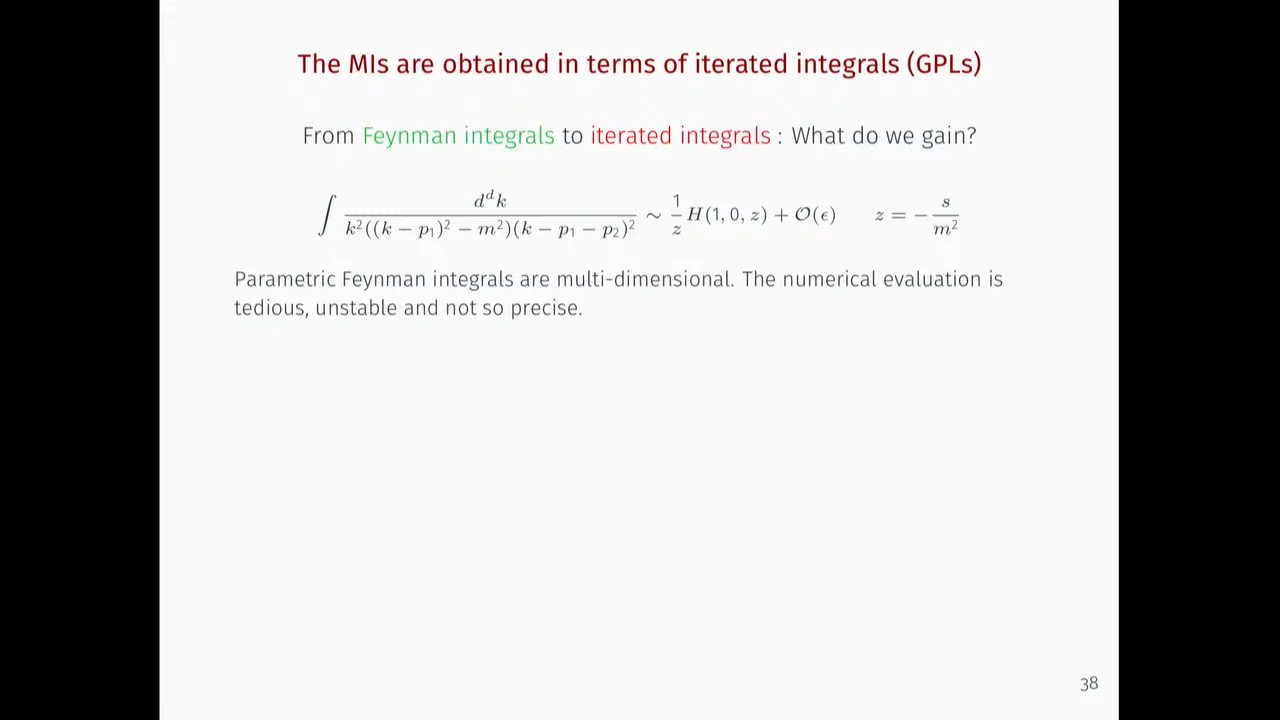 The MIs are obtained in terms of iterated integrals (GPLs)
From Feynman integrals to iterated integrals : What do we gain?
∫ d^d k / k²((k − p₁)² − m²)(k − p₁ − p₂)² ∼ 1/z H(1, 0, z) + 𝒪(ϵ) z = − s/m²
Parametric Feynman integrals are multi-dimensional. The numerical evaluation is
tedious, unstable and not so precise.
38